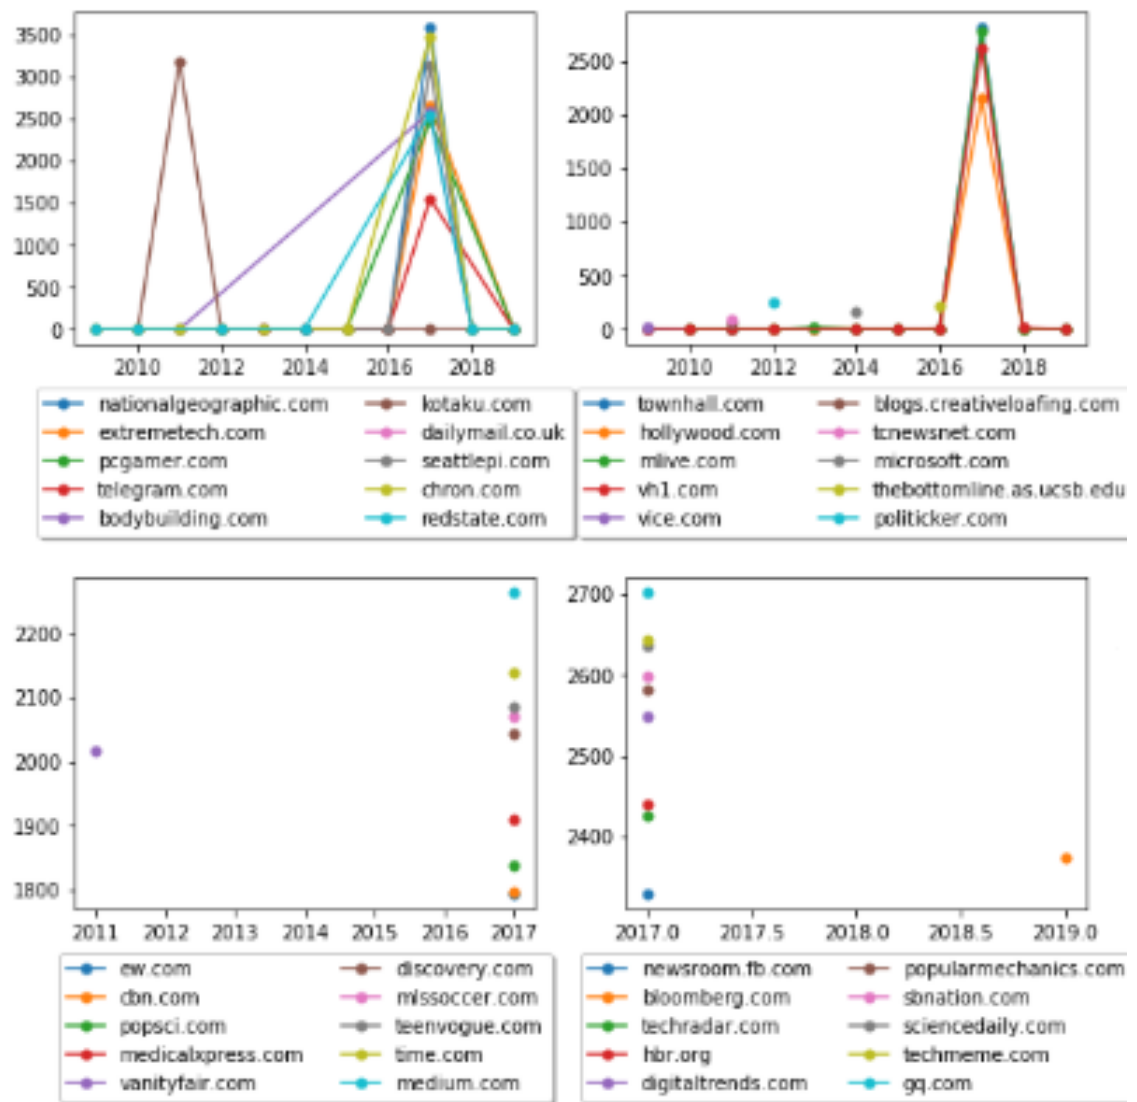 3500
3000
2500
2000
1500
1000
500
0
2010 2012 2014 2016 2018
nationalgeographic.com kotaku.com
extremetech.com dailymail.co.uk
pcgamer.com seattlepi.com
telegram.com chron.com
bodybuilding.com redstate.com
2500
2000
1500
1000
500
0
2010 2012 2014 2016 2018
townhall.com blogs.creativeloafing.com
hollywood.com tcnewsnet.com
mlive.com microsoft.com
vh1.com thebottomline.as.ucsb.edu
vice.com politicker.com
2200
2100
2000
1900
1800
2011 2012 2013 2014 2015 2016 2017
ew.com discovery.com
cbn.com mlssoccer.com
popsci.com teenvogue.com
medicalxpress.com time.com
vanityfair.com medium.com
2700
2600
2500
2400
2017.0 2017.5 2018.0 2018.5 2019.0
newsroom.fb.com popularmechanics.com
bloomberg.com sbnation.com
techradar.com sciencedaily.com
hbr.org techmeme.com
digitaltrends.com gq.com